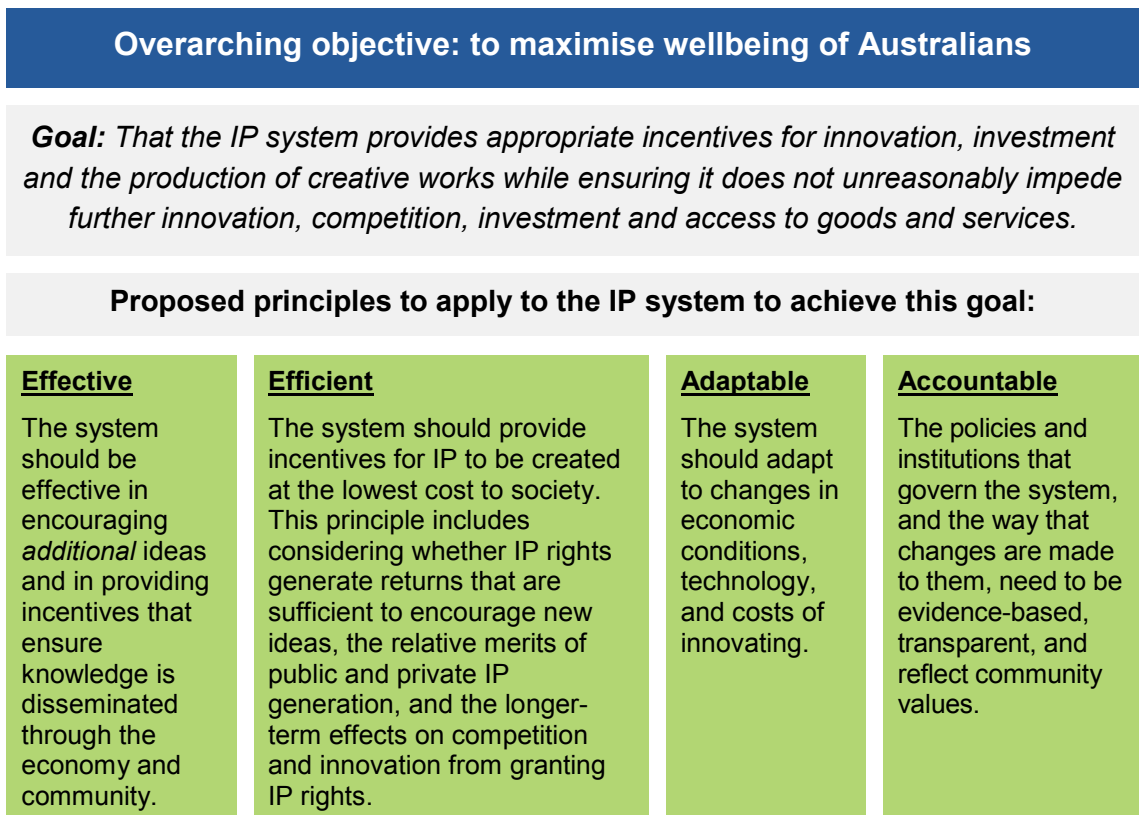 Overarching objective: to maximise wellbeing of Australians
Goal: That the IP system provides appropriate incentives for innovation, investment
and the production of creative works while ensuring it does not unreasonably impede
further innovation, competition, investment and access to goods and services.
Proposed principles to apply to the IP system to achieve this goal:
Effective
The system
should be
effective in
encouraging
additional ideas
and in providing
incentives that
ensure
knowledge is
disseminated
through the
economy and
community.
Efficient
The system should provide
incentives for IP to be created
at the lowest cost to society.
This principle includes
considering whether IP rights
generate returns that are
sufficient to encourage new
ideas, the relative merits of
public and private IP
generation, and the longer-
term effects on competition
and innovation from granting
IP rights.
Adaptable
The system
should adapt
to changes in
economic
conditions,
technology,
and costs of
innovating.
Accountable
The policies and
institutions that
govern the system,
and the way that
changes are made
to them, need to be
evidence-based,
transparent, and
reflect community
values.